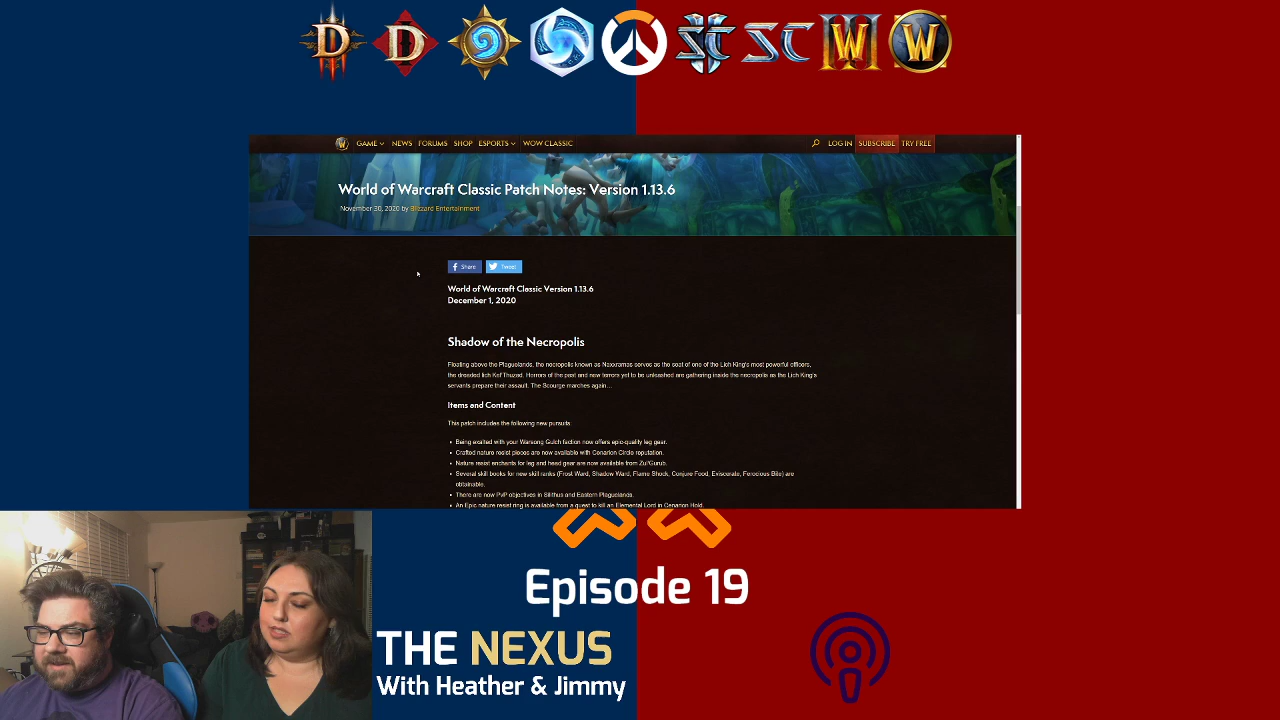 GAME NEWS FORUMS SHOP ESPORTS WOW CLASSIC LOG IN SUBSCRIBE TRY FREE
World of Warcraft Classic Patch Notes: Version 1.13.6
November 30, 2020 by Blizzard Entertainment
Share Tweet
World of Warcraft Classic Version 1.13.6
December 1, 2020
Shadow of the Necropolis
Floating above the Plaguelands, the necropolis known as Naxxramas serves as the seat of one of the Lich King's most powerful officers,
the dreaded lich Kel'Thuzad. Horrors of the past and new terrors yet to be unleashed are gathering inside the necropolis as the Lich King's
servants prepare their assault. The Scourge marches again…
Items and Content
This patch includes the following new pursuits:
Being exalted with your Warsong Gulch faction now offers epic-quality leg gear.
Crafted nature resist pieces are now available with Cenarion Circle reputation.
Nature resist enchants for leg and head gear are now available from Zul'Gurub.
Several skill books for new skill ranks (Frost Ward, Shadow Ward, Flame Shock, Conjure Food, Eviscerate, Ferocious Bite) are
obtainable.
There are now PvP objectives in Silithus and Eastern Plaguelands.
An Epic nature resist ring is available from a quest to kill an Elemental Lord in Cenarion Hold.
Episode 19
THE NEXUS
With Heather & Jimmy